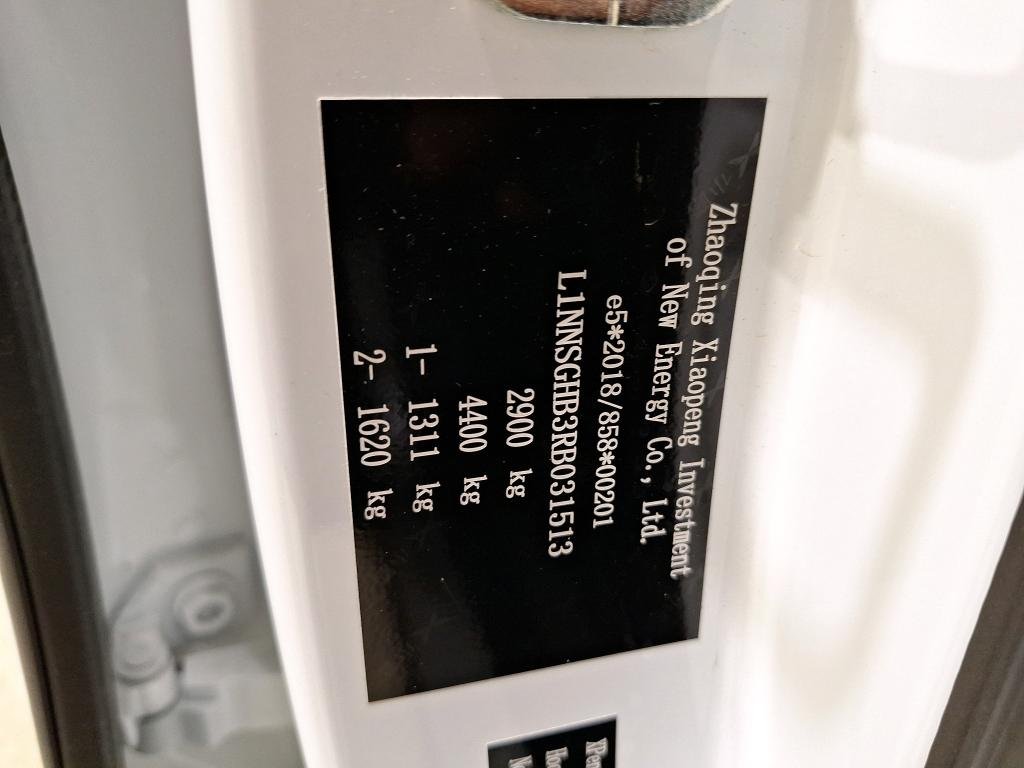 Zhaoqing Xiaopeng Investment
of New Energy Co., Ltd.
e5*2018/858*00201
L1NNSGHB3RB031513
2900 kg
4400 kg
1- 1311 kg
2- 1620 kg